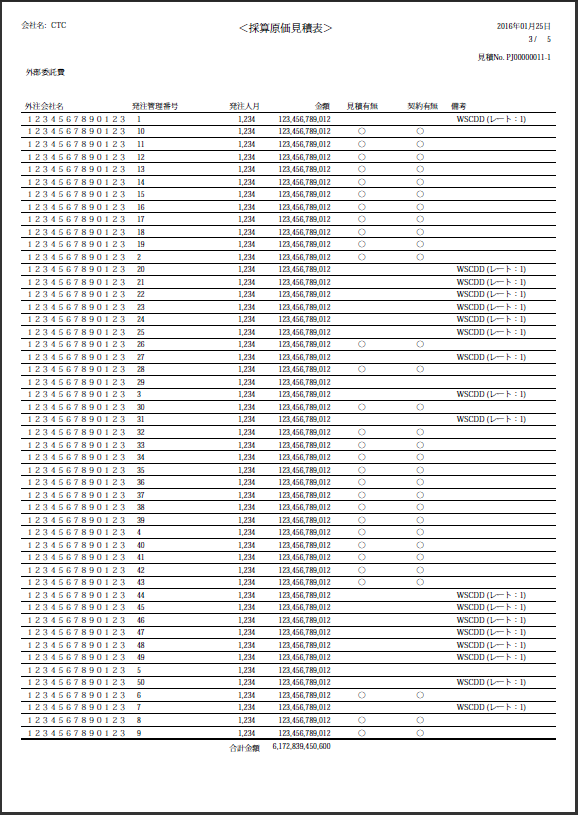 会社名: CTC
＜採算原価見積表＞
2016年01月25日
3 / 5
見積No. PJ00000011-1
外部委託費
外注会社名 発注管理番号 発注人月 金額 見積有無 契約有無 備考
１２３４５６７８９０１２３ 1 1,234 123,456,789,012 WSCDD (レート：1)
１２３４５６７８９０１２３ 10 1,234 123,456,789,012 ○ ○
１２３４５６７８９０１２３ 11 1,234 123,456,789,012 ○ ○
１２３４５６７８９０１２３ 12 1,234 123,456,789,012 ○ ○
１２３４５６７８９０１２３ 13 1,234 123,456,789,012 ○ ○
１２３４５６７８９０１２３ 14 1,234 123,456,789,012 ○ ○
１２３４５６７８９０１２３ 15 1,234 123,456,789,012 ○ ○
１２３４５６７８９０１２３ 16 1,234 123,456,789,012 ○ ○
１２３４５６７８９０１２３ 17 1,234 123,456,789,012 ○ ○
１２３４５６７８９０１２３ 18 1,234 123,456,789,012 ○ ○
１２３４５６７８９０１２３ 19 1,234 123,456,789,012 ○ ○
１２３４５６７８９０１２３ 2 1,234 123,456,789,012 ○ ○
１２３４５６７８９０１２３ 20 1,234 123,456,789,012 WSCDD (レート：1)
１２３４５６７８９０１２３ 21 1,234 123,456,789,012 WSCDD (レート：1)
１２３４５６７８９０１２３ 22 1,234 123,456,789,012 WSCDD (レート：1)
１２３４５６７８９０１２３ 23 1,234 123,456,789,012 WSCDD (レート：1)
１２３４５６７８９０１２３ 24 1,234 123,456,789,012 WSCDD (レート：1)
１２３４５６７８９０１２３ 25 1,234 123,456,789,012 WSCDD (レート：1)
１２３４５６７８９０１２３ 26 1,234 123,456,789,012 ○ ○
１２３４５６７８９０１２３ 27 1,234 123,456,789,012 WSCDD (レート：1)
１２３４５６７８９０１２３ 28 1,234 123,456,789,012 ○ ○
１２３４５６７８９０１２３ 29 1,234 123,456,789,012
１２３４５６７８９０１２３ 3 1,234 123,456,789,012 WSCDD (レート：1)
１２３４５６７８９０１２３ 30 1,234 123,456,789,012 ○ ○
１２３４５６７８９０１２３ 31 1,234 123,456,789,012 WSCDD (レート：1)
１２３４５６７８９０１２３ 32 1,234 123,456,789,012 ○ ○
１２３４５６７８９０１２３ 33 1,234 123,456,789,012 ○ ○
１２３４５６７８９０１２３ 34 1,234 123,456,789,012 ○ ○
１２３４５６７８９０１２３ 35 1,234 123,456,789,012 ○ ○
１２３４５６７８９０１２３ 36 1,234 123,456,789,012 ○ ○
１２３４５６７８９０１２３ 37 1,234 123,456,789,012 ○ ○
１２３４５６７８９０１２３ 38 1,234 123,456,789,012 ○ ○
１２３４５６７８９０１２３ 39 1,234 123,456,789,012 ○ ○
１２３４５６７８９０１２３ 4 1,234 123,456,789,012 ○ ○
１２３４５６７８９０１２３ 40 1,234 123,456,789,012 ○ ○
１２３４５６７８９０１２３ 41 1,234 123,456,789,012 ○ ○
１２３４５６７８９０１２３ 42 1,234 123,456,789,012 ○ ○
１２３４５６７８９０１２３ 43 1,234 123,456,789,012 ○ ○
１２３４５６７８９０１２３ 44 1,234 123,456,789,012 WSCDD (レート：1)
１２３４５６７８９０１２３ 45 1,234 123,456,789,012 WSCDD (レート：1)
１２３４５６７８９０１２３ 46 1,234 123,456,789,012 WSCDD (レート：1)
１２３４５６７８９０１２３ 47 1,234 123,456,789,012 WSCDD (レート：1)
１２３４５６７８９０１２３ 48 1,234 123,456,789,012 WSCDD (レート：1)
１２３４５６７８９０１２３ 49 1,234 123,456,789,012 WSCDD (レート：1)
１２３４５６７８９０１２３ 5 1,234 123,456,789,012
１２３４５６７８９０１２３ 50 1,234 123,456,789,012 WSCDD (レート：1)
１２３４５６７８９０１２３ 6 1,234 123,456,789,012 ○ ○
１２３４５６７８９０１２３ 7 1,234 123,456,789,012 WSCDD (レート：1)
１２３４５６７８９０１２３ 8 1,234 123,456,789,012 ○ ○
１２３４５６７８９０１２３ 9 1,234 123,456,789,012 ○ ○
合計金額 6,172,839,450,600